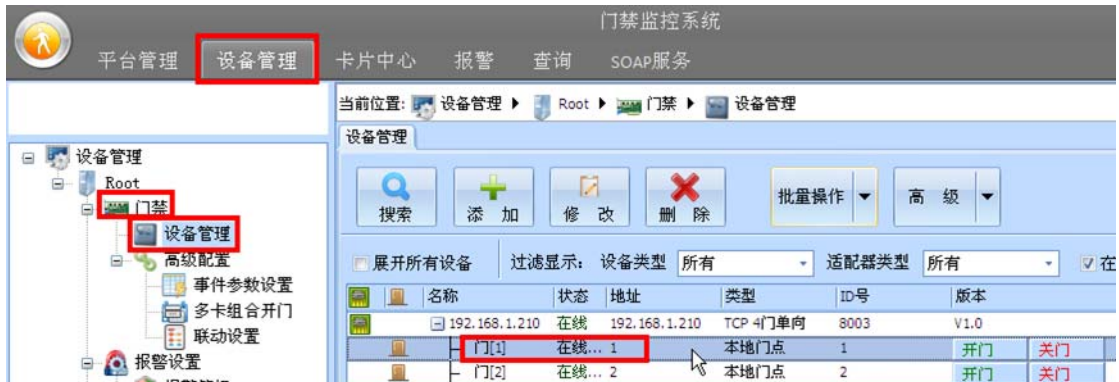 门禁监控系统
平台管理 设备管理 卡片中心 报警 查询 SOAP服务
当前位置: 设备管理 Root 门禁 设备管理
设备管理
设备管理
Root
门禁
设备管理
高级配置
事件参数设置
多卡组合开门
联动设置
报警设置
搜索 添 加 修 改 删 除 批量操作 高 级
展开所有设备 过滤显示: 设备类型 所有 适配器类型 所有 在
名称 状态 地址 类型 ID号 版本
192.168.1.210 在线 192.168.1.210 TCP 4门单向 8003 V1.0
门[1] 在线... 1 本地门点 1 开门 关门
门[2] 在线... 2 本地门点 2 开门 关门